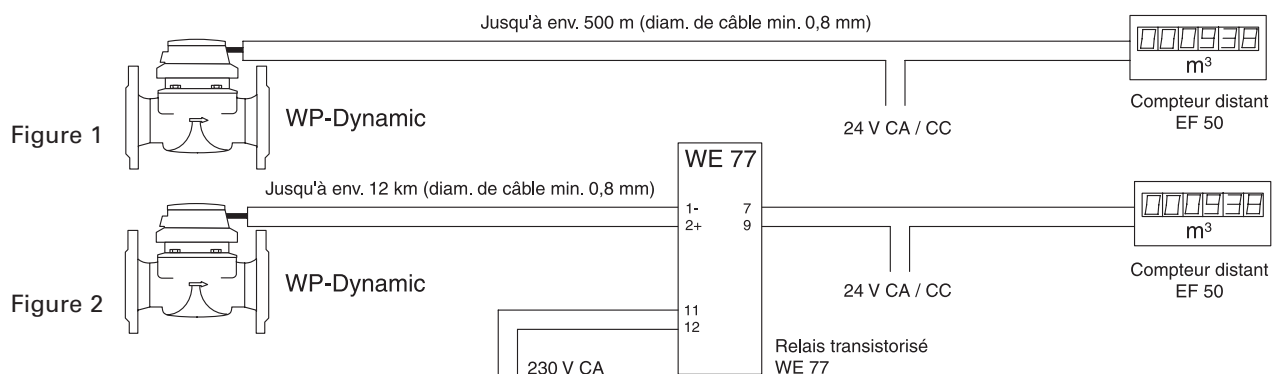 Jusqu'à env. 500 m (diam. de câble min. 0,8 mm)
000938
m³
Compteur distant
EF 50
24 V CA / CC
WP-Dynamic
Figure 1
WE 77
Jusqu'à env. 12 km (diam. de câble min. 0,8 mm)
1-
2+
7
9
000938
m³
Compteur distant
EF 50
24 V CA / CC
WP-Dynamic
Figure 2
11
12
230 V CA
Relais transistorisé
WE 77